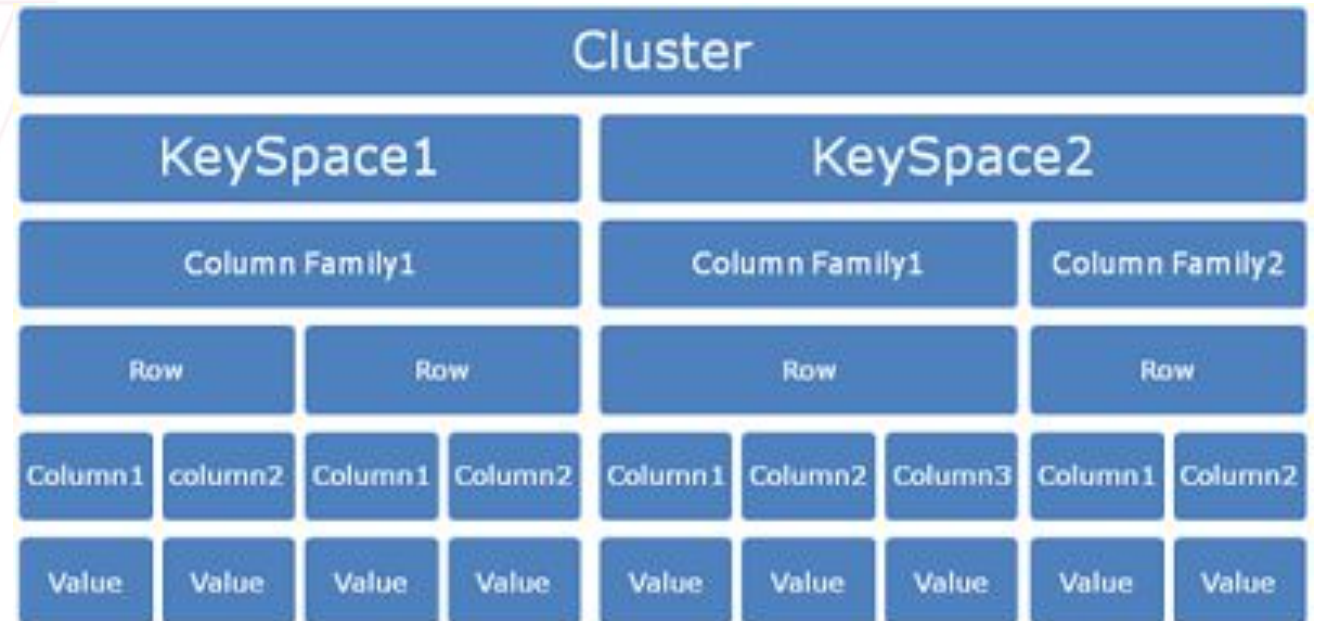 Cluster
KeySpace1 KeySpace2
Column Family1 Column Family1 Column Family2
Row Row Row Row
Column1 column2 Column1 Column2 Column1 Column2 Column3 Column1 Column2
Value Value Value Value Value Value Value Value Value